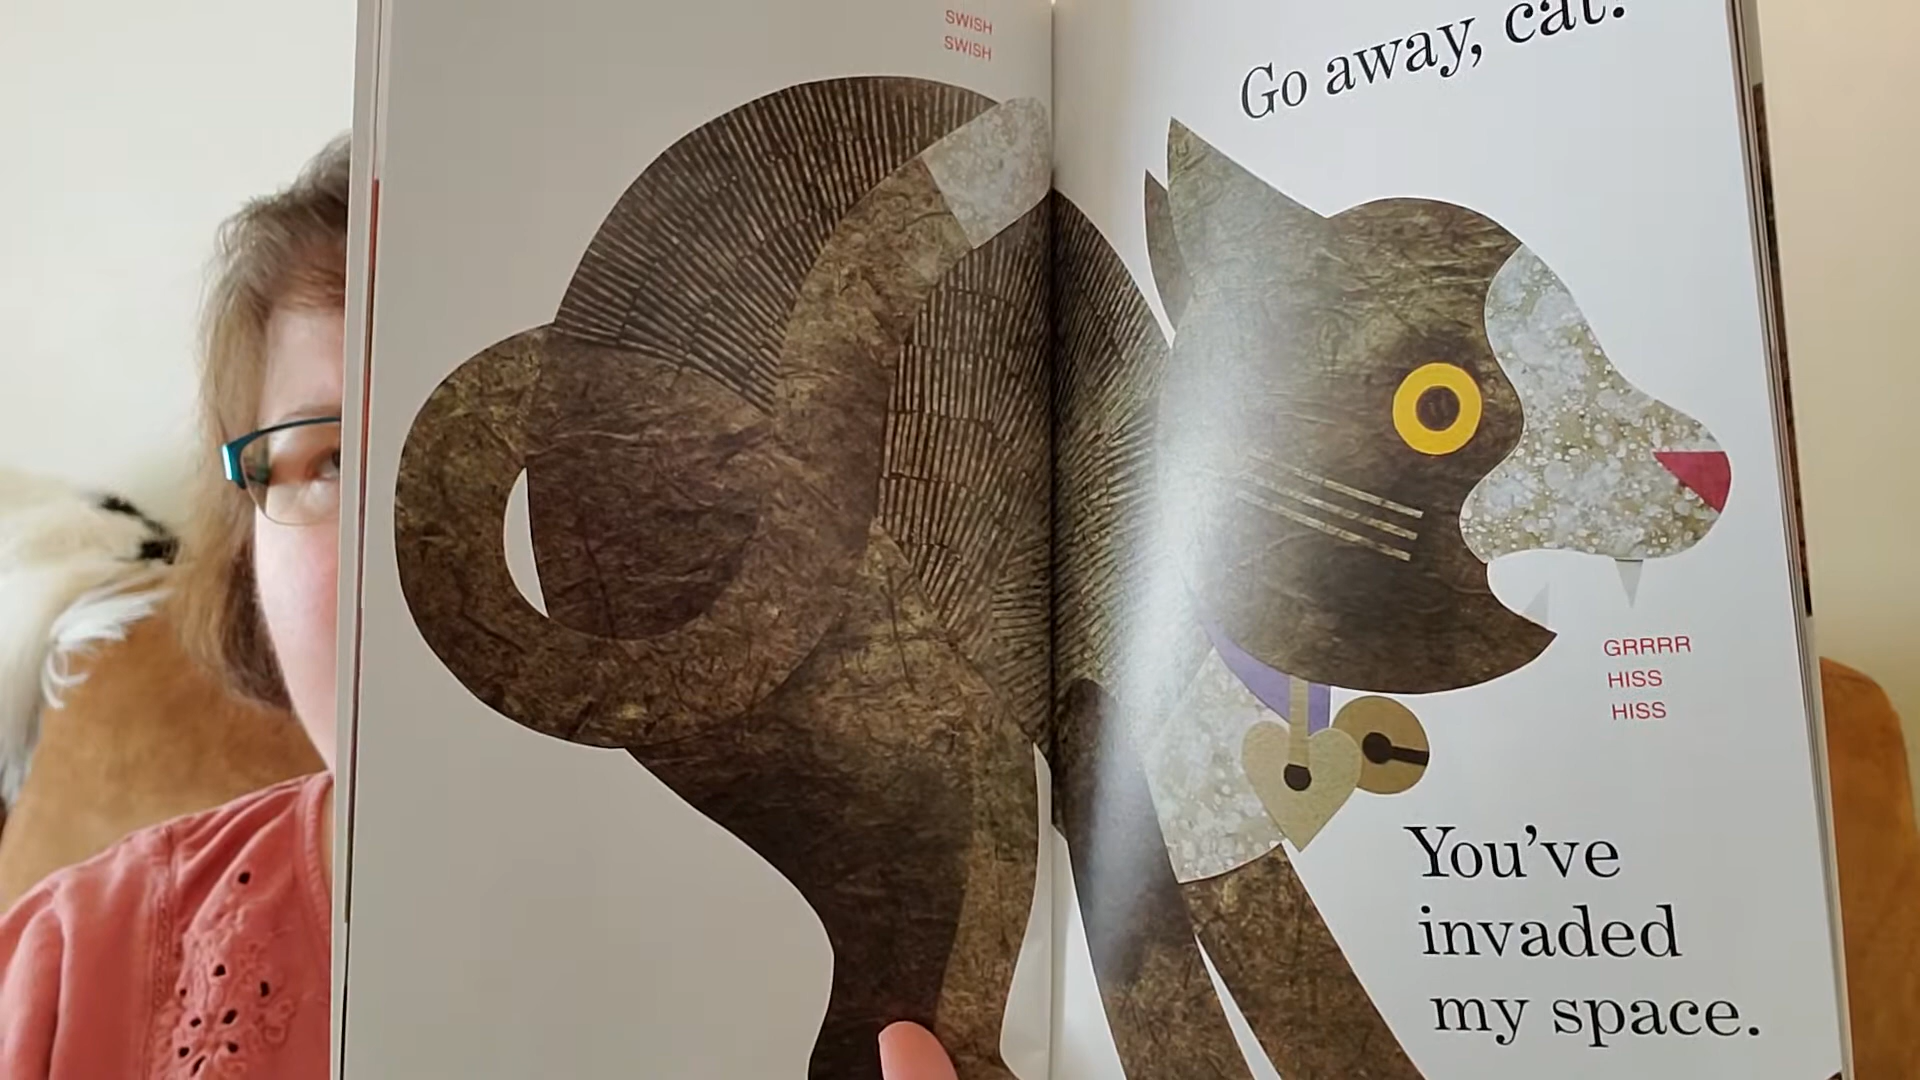 SWISH
SWISH
Go away, cat!
GRRRR
HISS
HISS
You've
invaded
my space.